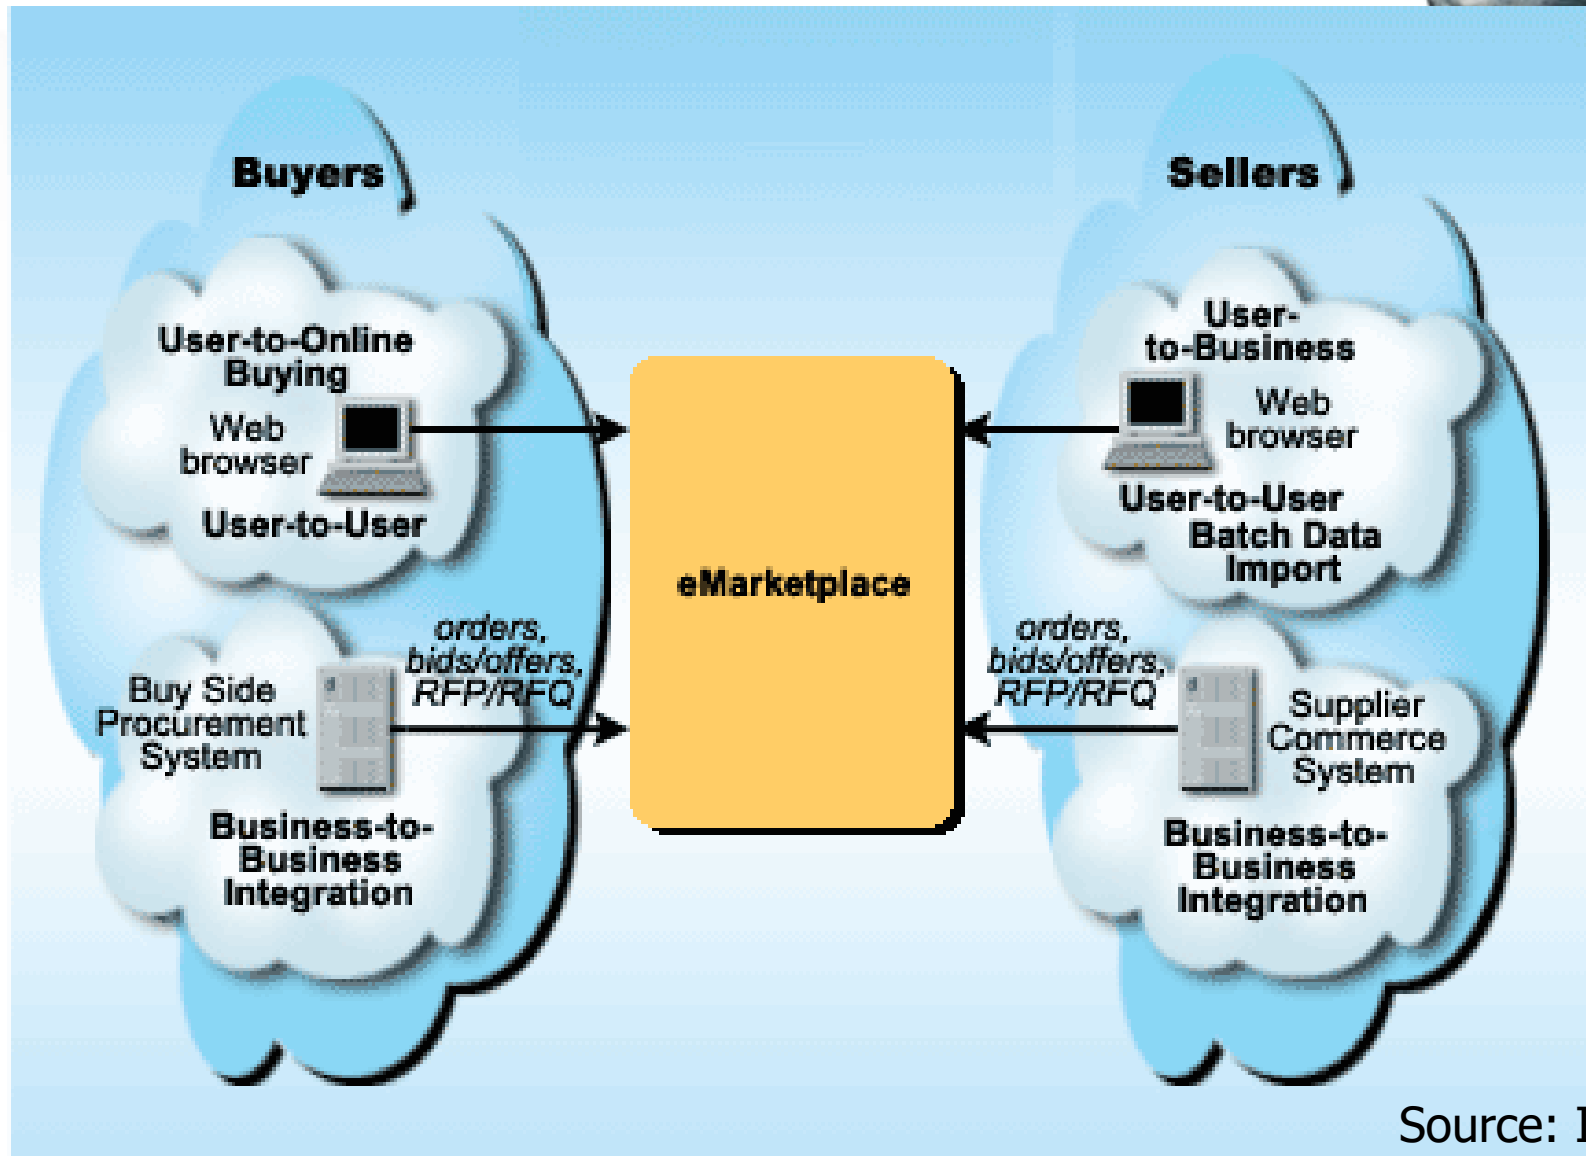 Buyers
User-to-Online
Buying
Web
browser
User-to-User
orders,
bids/offers,
RFP/RFQ
Buy Side
Procurement
System
Business-to-
Business
Integration
eMarketplace
Sellers
User-
to-Business
Web
browser
User-to-User
Batch Data
Import
orders,
bids/offers,
RFP/RFQ
Supplier
Commerce
System
Business-to-
Business
Integration
Source: